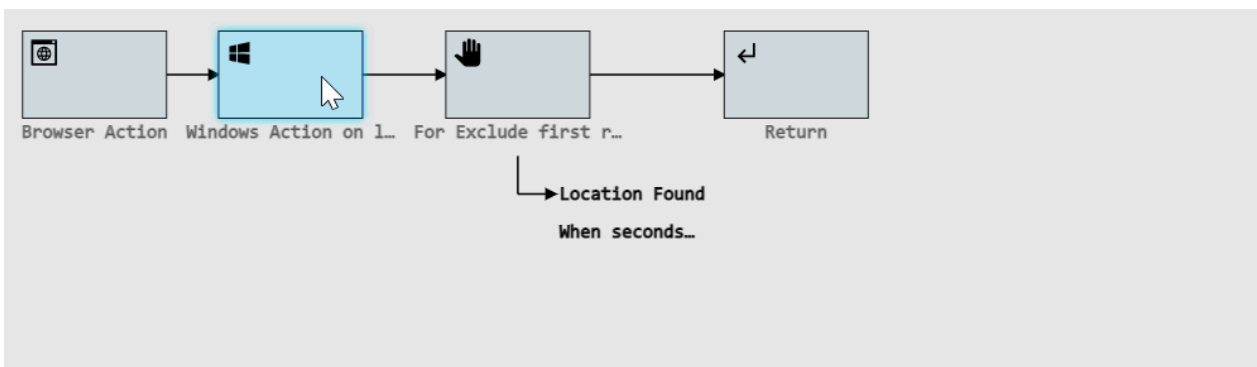 Browser Action
Windows Action on l…
For Exclude first r…
Return
Location Found
When seconds…